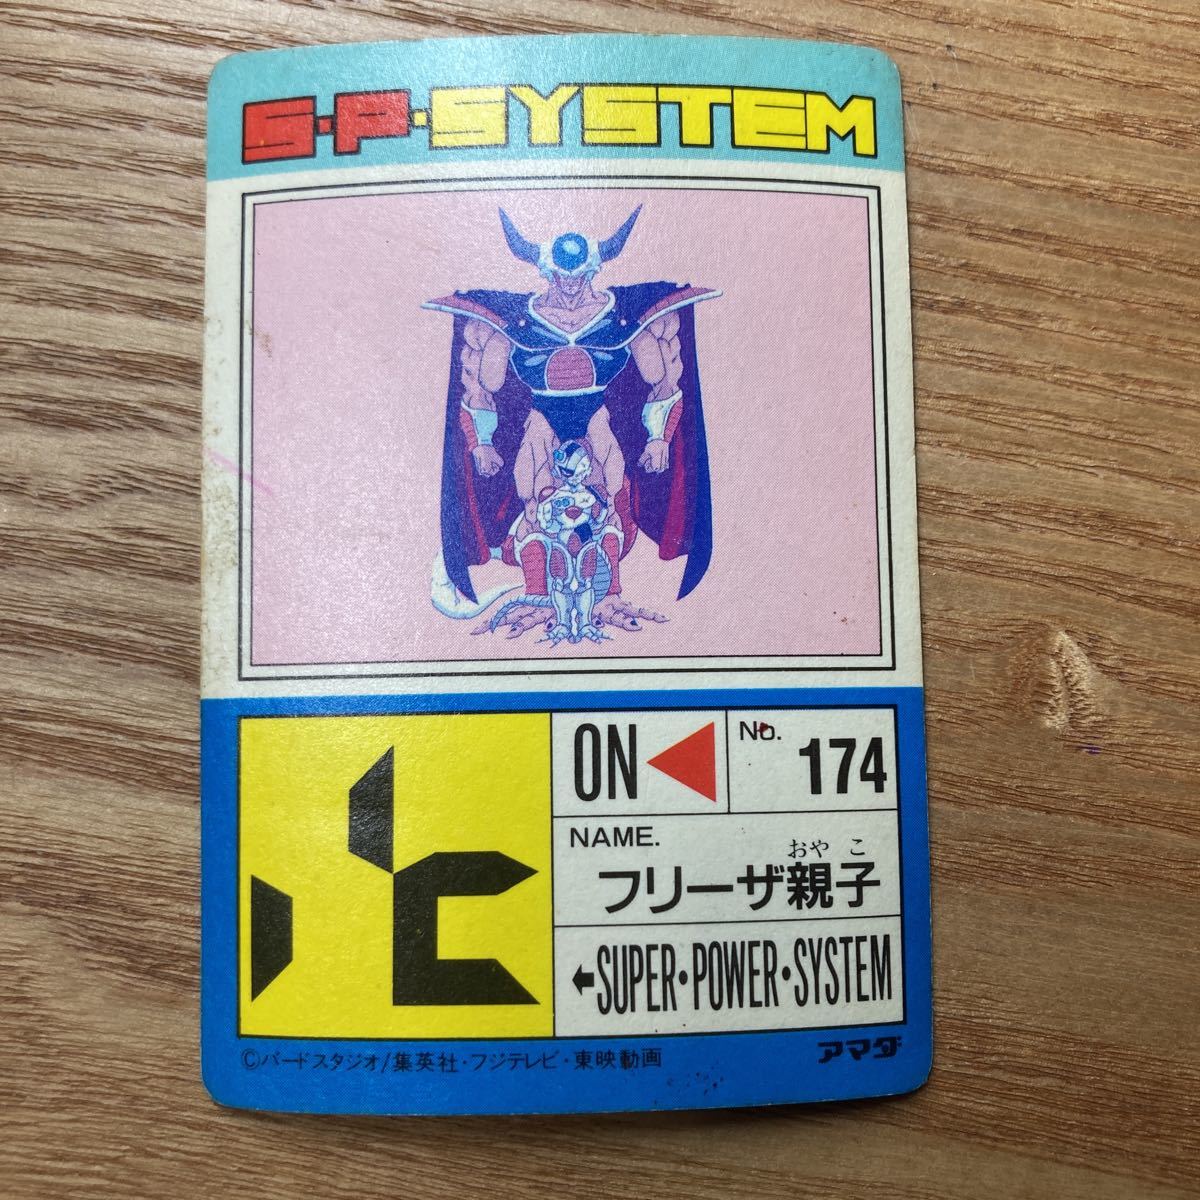 S·P·SYSTEM
ON
No.
174
NAME.
おやこ
フリーザ親子
←SUPER·POWER·SYSTEM
©バードスタジオ/集英社・フジテレビ・東映動画
アマダ